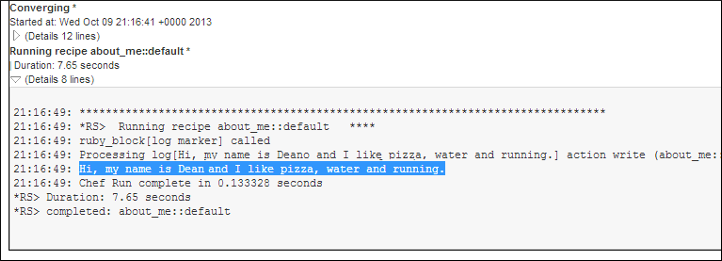 Converging *
Started at: Wed Oct 09 21:16:41 +0000 2013
(Details 12 lines)
Running recipe about_me::default *
| Duration: 7.65 seconds
(Details 8 lines)
21:16:49: ********************************************************************************
21:16:49: *RS>  Running recipe about_me::default   ****
21:16:49: ruby_block[log marker] called
21:16:49: Processing log[Hi, my name is Deano and I like pizza, water and running.] action write (about_me::
21:16:49: Hi, my name is Dean and I like pizza, water and running.
21:16:49: Chef Run complete in 0.133328 seconds
*RS> Duration: 7.65 seconds
*RS> completed: about_me::default